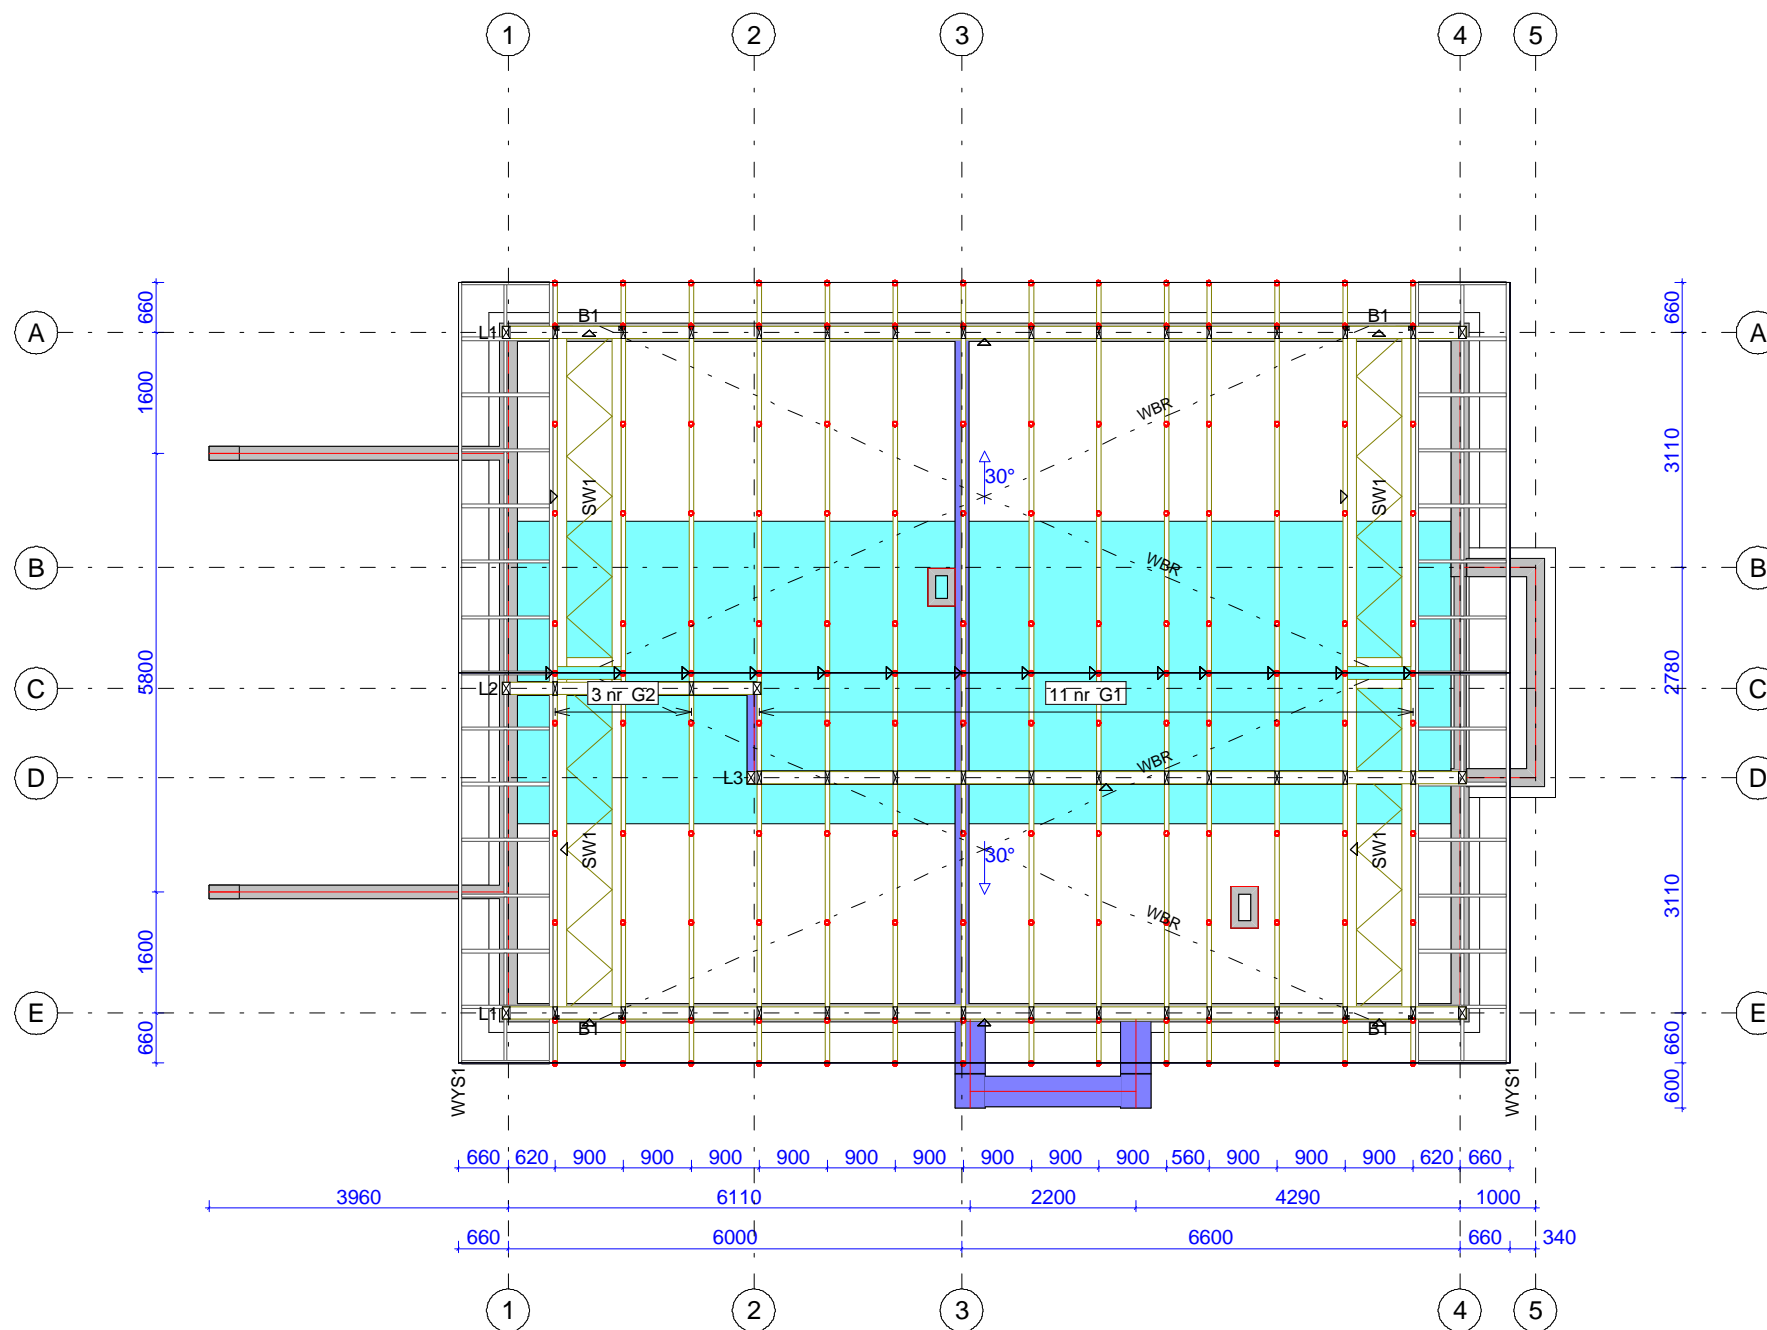 1 2 3 4 5
660 660
B1 B1
A L1 A
1600
WBR
3110
30°
SW1 SW1
WBR
B B
5800 2780
C L2 3 nr G2 11 nr G1 C
WBR
D L3 D
SW1 SW1
30°
3110
WBR
1600
E L1 E
B1 B1
660 660
WYS1 WYS1
600
660 620 900 900 900 900 900 900 900 900 900 560 900 900 900 620 660
3960 6110 2200 4290 1000
660 6000 6600 660 340
1 2 3 4 5